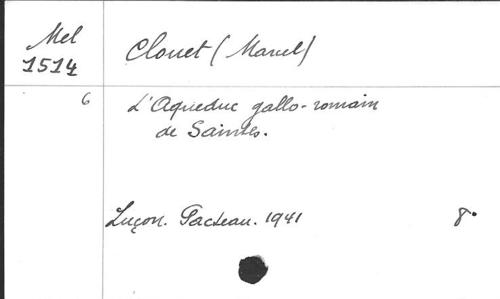 Mel
1514
Clouet (Marcel)
6
L'Aqueduc gallo-romain
de Saintes.
Luçon. Pacteau. 1941
8°